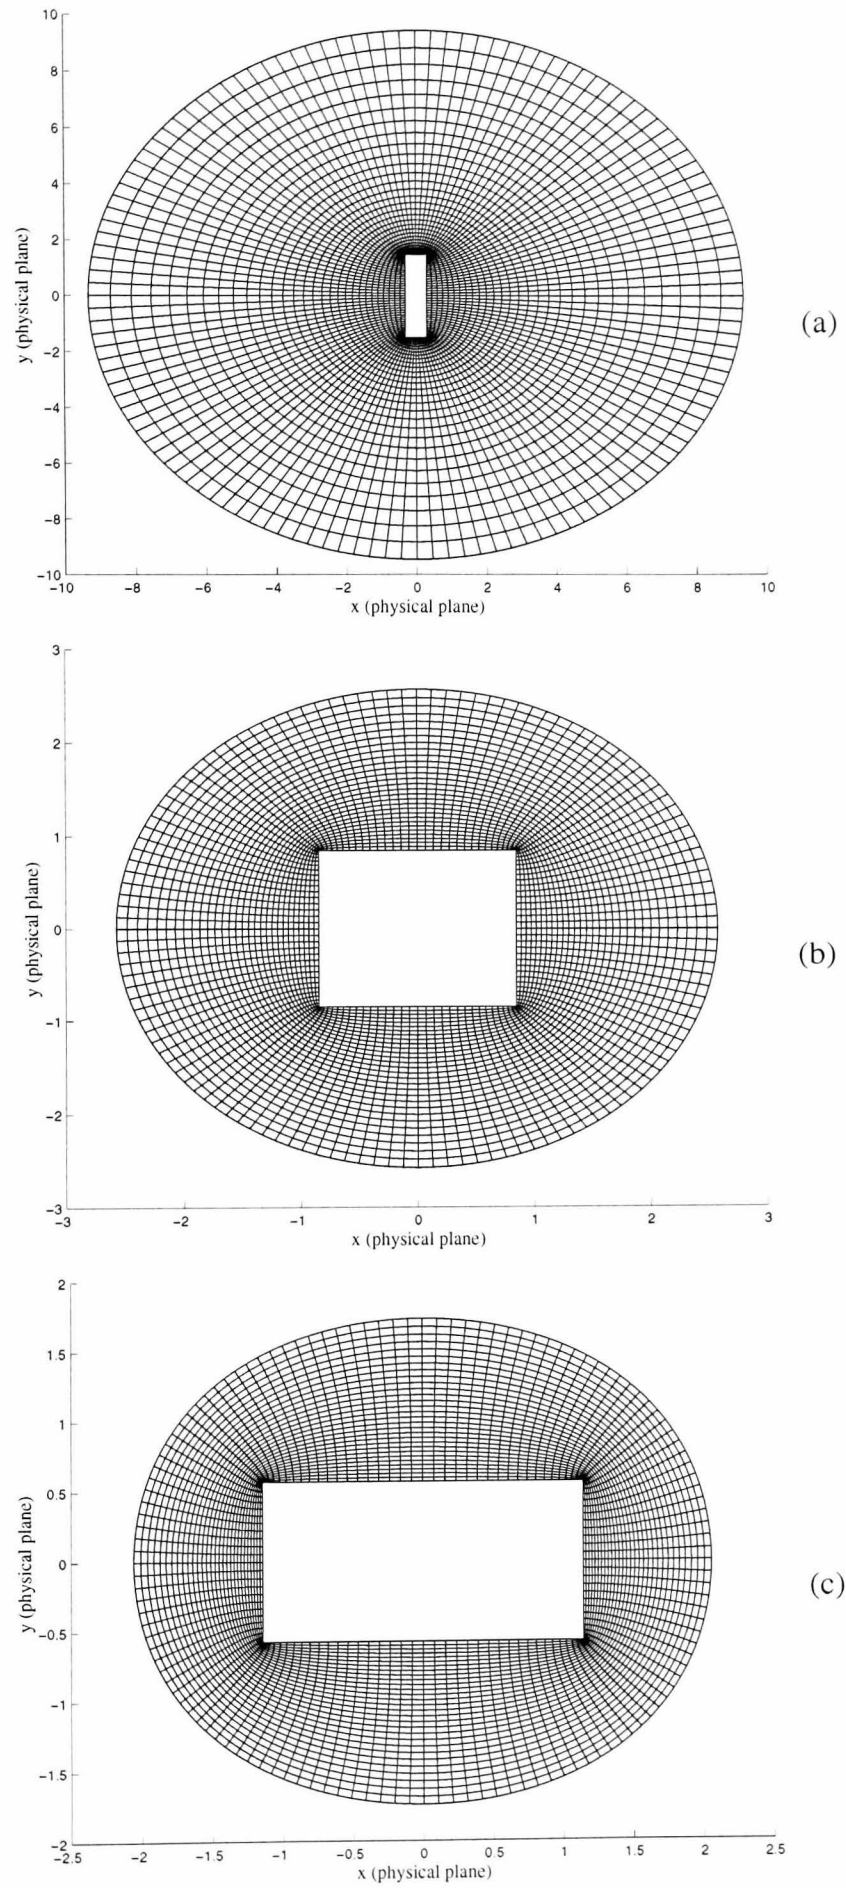 10
8
6
4
2
0
−2
−4
−6
−8
−10
y (physical plane)
−10 −8 −6 −4 −2 0 2 4 6 8 10
x (physical plane)
(a)
3
2
1
0
−1
−2
−3
y (physical plane)
−3 −2 −1 0 1 2 3
x (physical plane)
(b)
2
1.5
1
0.5
0
−0.5
−1
−1.5
−2
y (physical plane)
−2.5 −2 −1.5 −1 −0.5 0 0.5 1 1.5 2 2.5
x (physical plane)
(c)